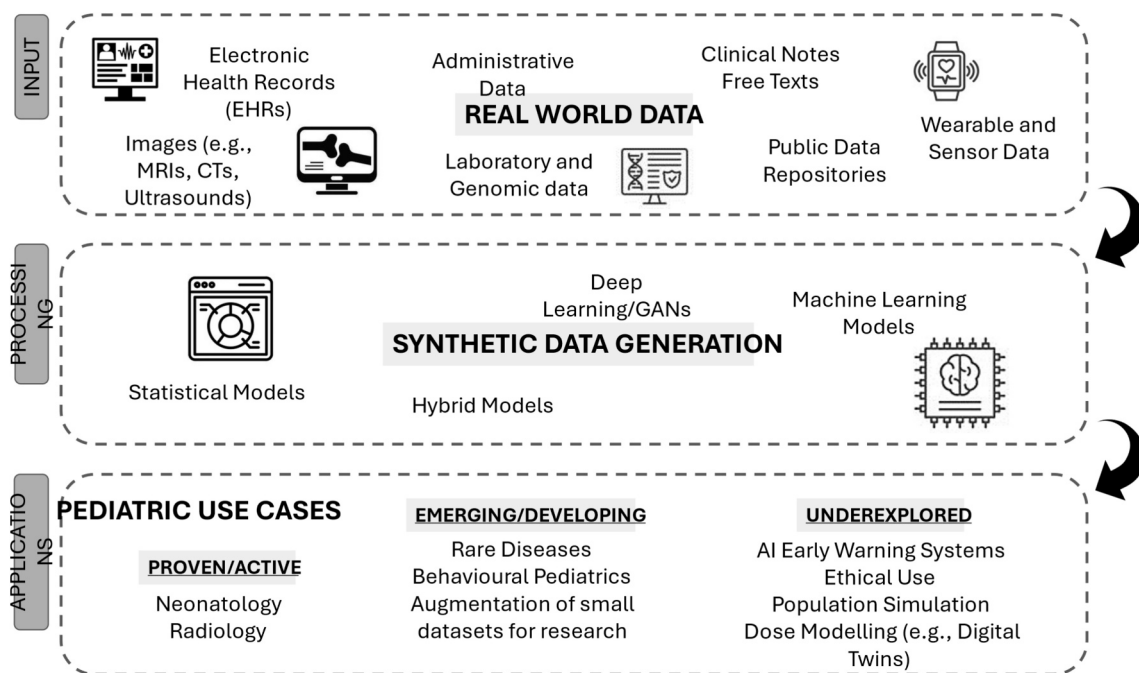 INPUT
Electronic
Health Records
(EHRs)
Administrative
Data
Clinical Notes
Free Texts
REAL WORLD DATA
Images (e.g.,
MRIs, CTs,
Ultrasounds)
Laboratory and
Genomic data
Public Data
Repositories
Wearable and
Sensor Data
PROCESSI
NG
Deep
Learning/GANs
Machine Learning
Models
SYNTHETIC DATA GENERATION
Statistical Models
Hybrid Models
APPLICATIO
NS
PEDIATRIC USE CASES
PROVEN/ACTIVE
Neonatology
Radiology
EMERGING/DEVELOPING
Rare Diseases
Behavioural Pediatrics
Augmentation of small
datasets for research
UNDEREXPLORED
AI Early Warning Systems
Ethical Use
Population Simulation
Dose Modelling (e.g., Digital
Twins)